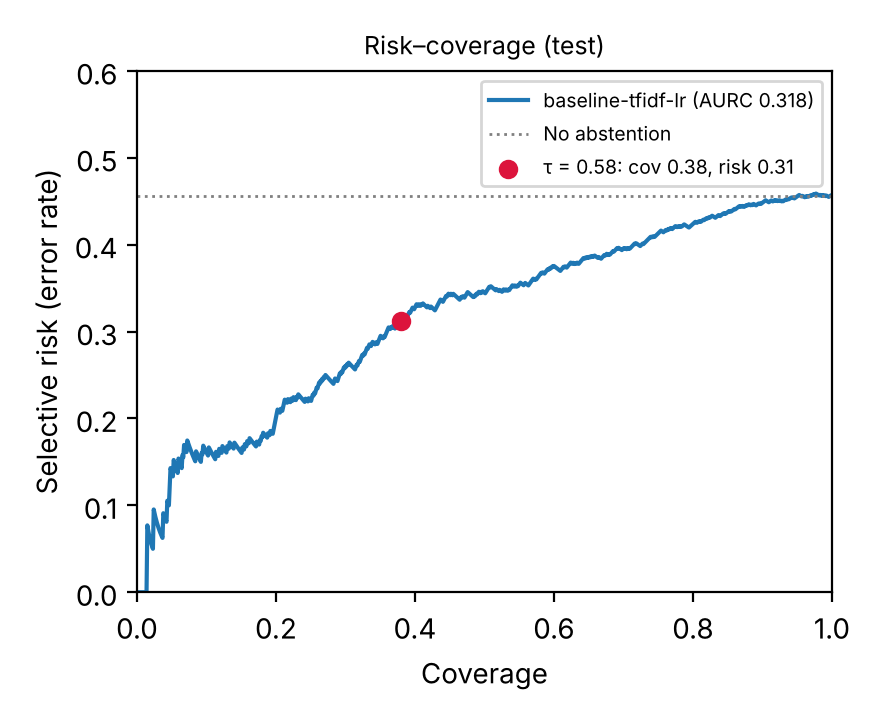 Risk–coverage (test)
baseline-tfidf-lr (AURC 0.318)
No abstention
τ = 0.58: cov 0.38, risk 0.31
Selective risk (error rate)
0.6
0.5
0.4
0.3
0.2
0.1
0.0
0.0 0.2 0.4 0.6 0.8 1.0
Coverage